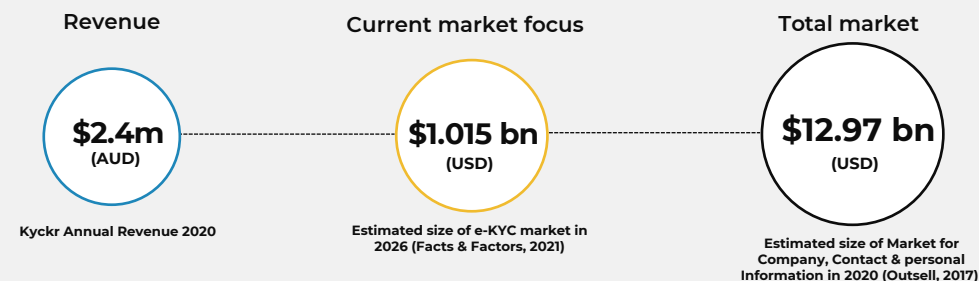 Revenue
Current market focus
Total market
$2.4m
(AUD)
$1.015 bn
(USD)
$12.97 bn
(USD)
Kyckr Annual Revenue 2020
Estimated size of e-KYC market in
2026 (Facts & Factors, 2021)
Estimated size of Market for
Company, Contact & personal
Information in 2020 (Outsell, 2017)